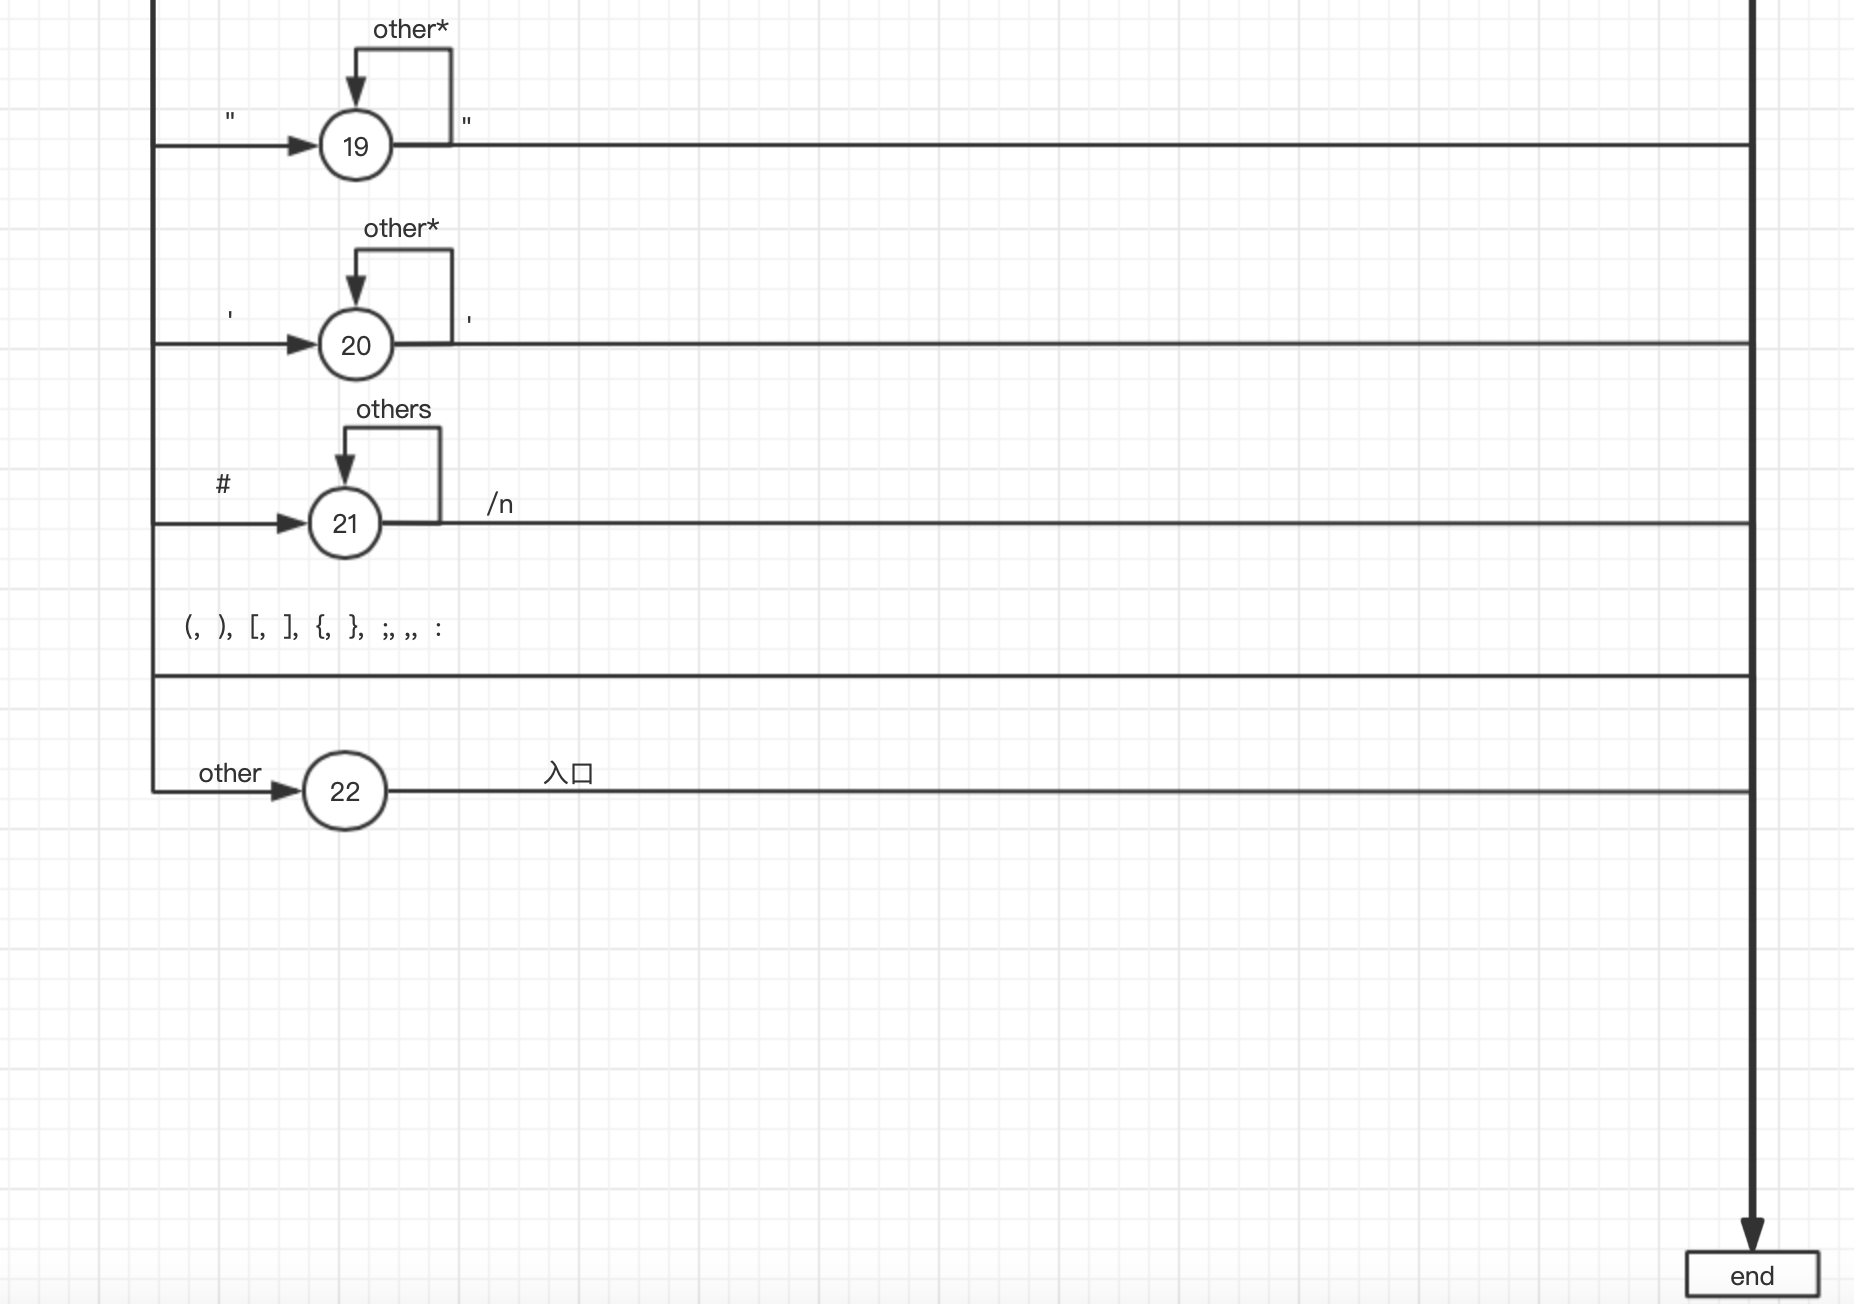 other*
"
"
19
other*
'
'
20
others
#
/n
21
(, ), [, ], {, }, ;, ,, :
other
22
入口
end